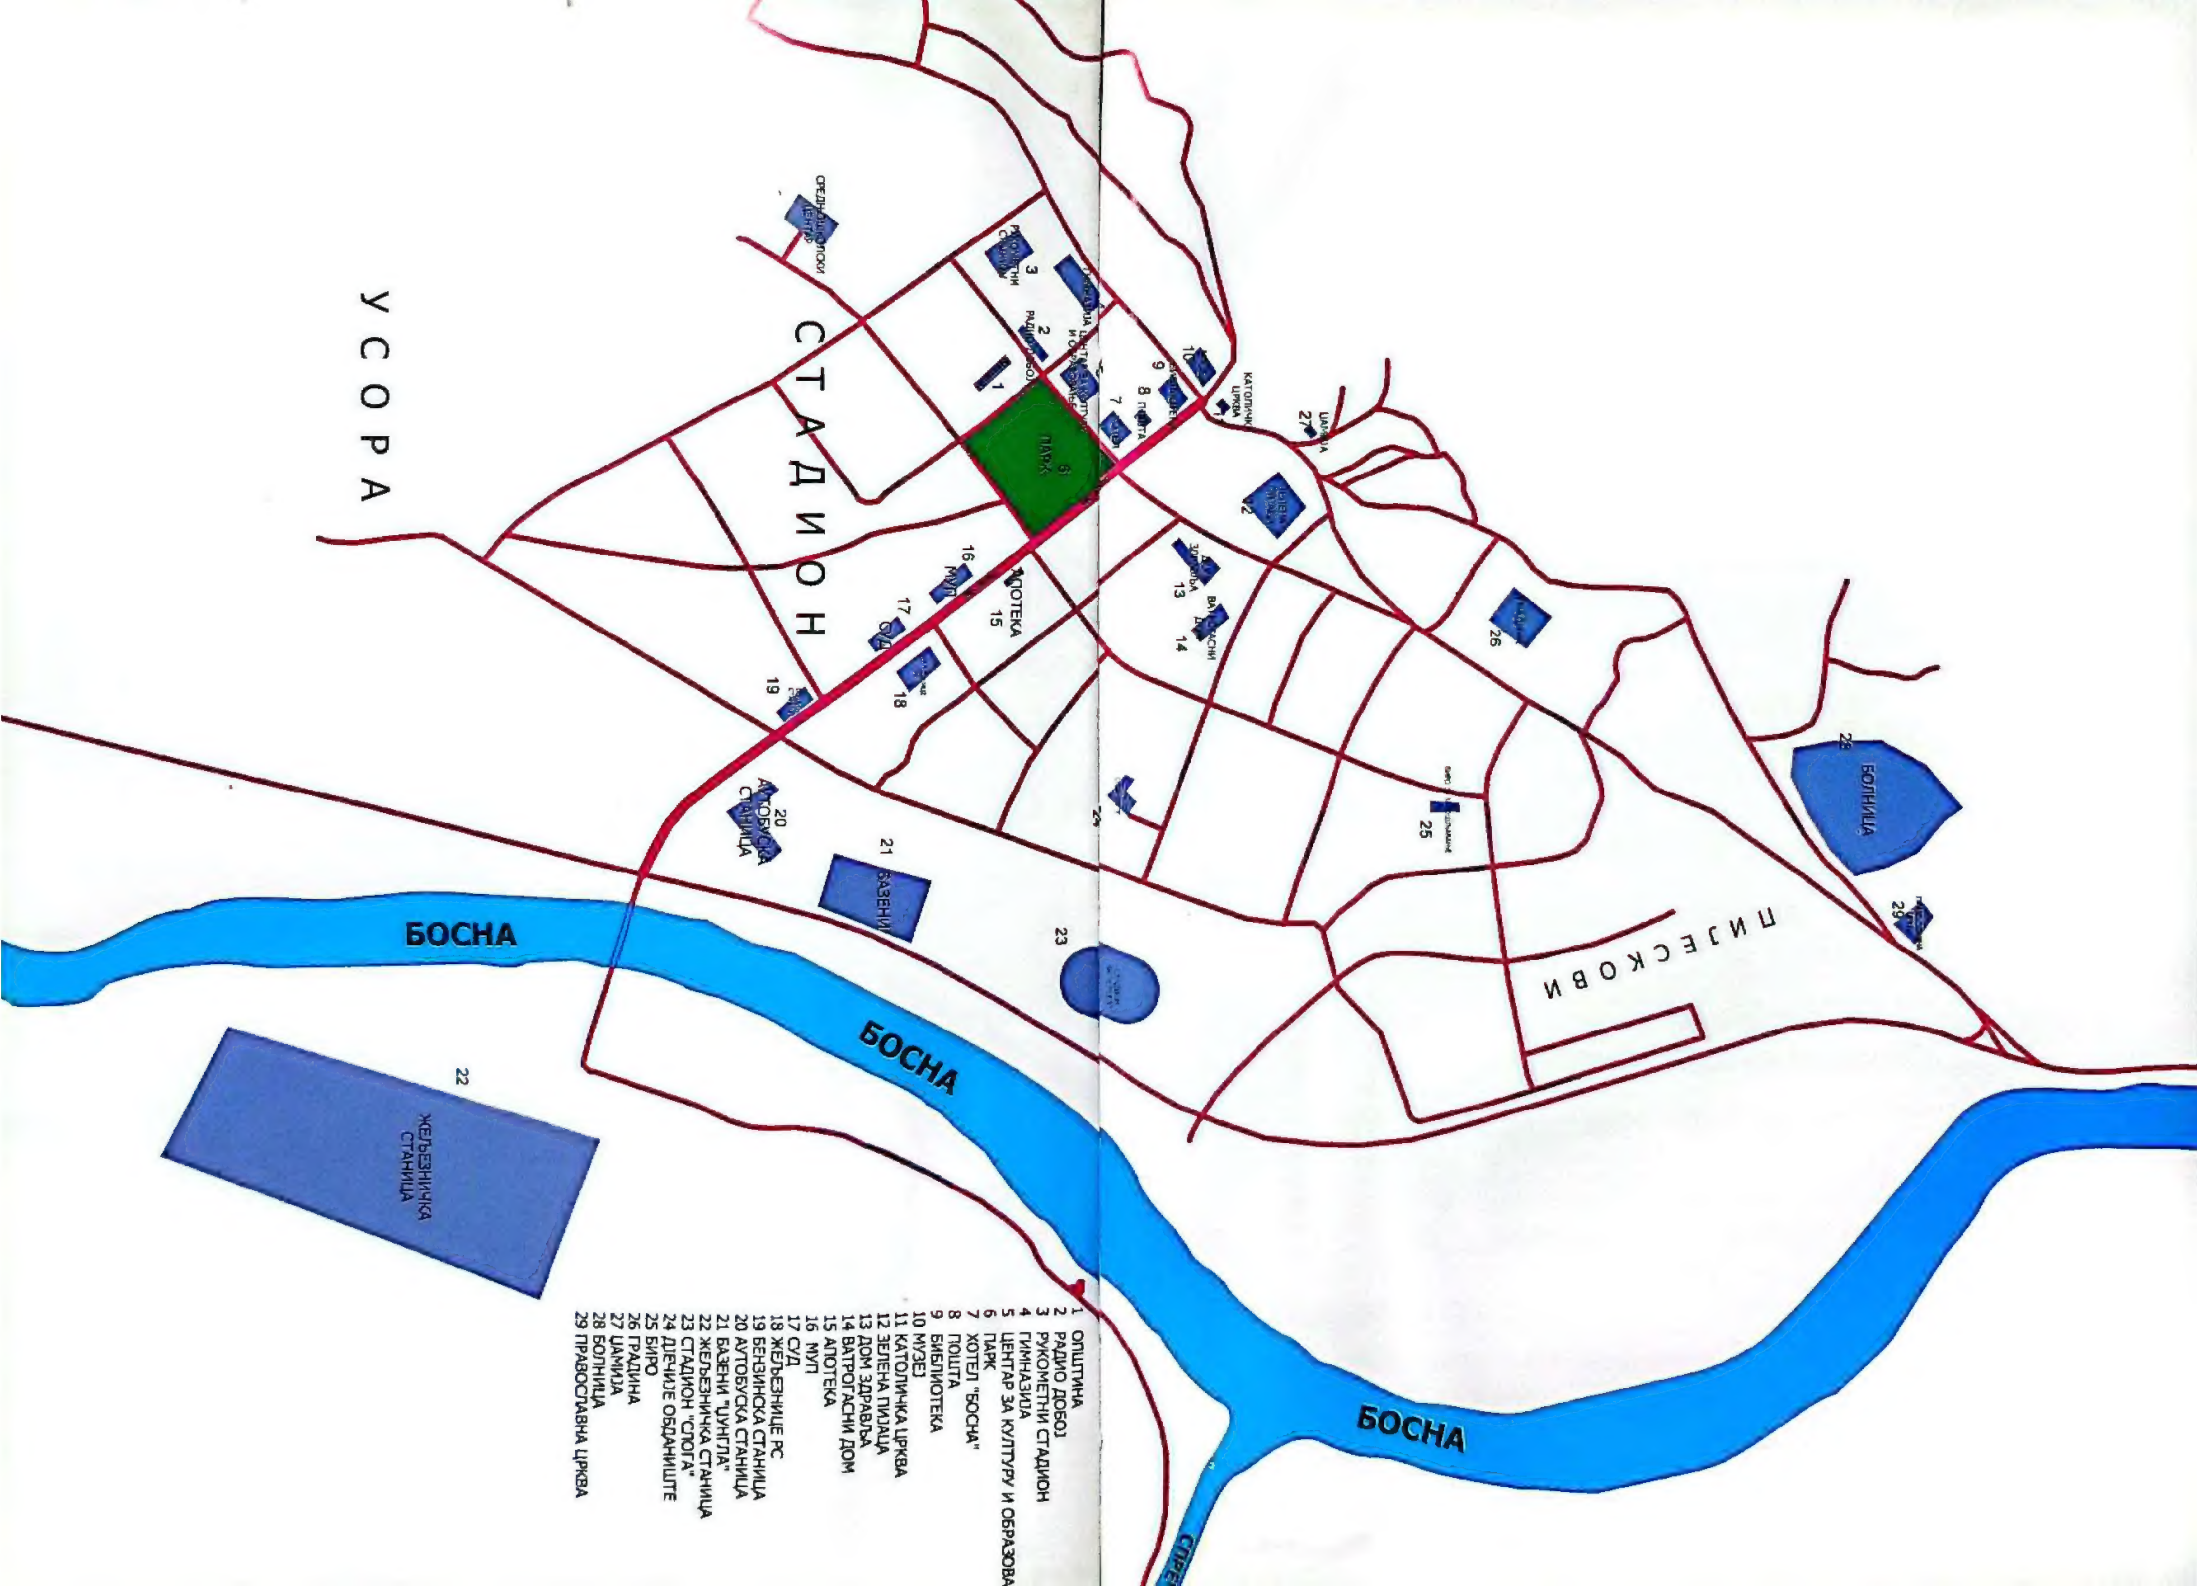 УСОРА
СТАДИОН
ПИЈЕСКОВИ
БОСНА
БОСНА
БОСНА
3
2
1
ПАРК
6
7
8 ПОШТА
9
10
КАТОЛИЧКА
ЦРКВА
27
12
13
14
АПОТЕКА
15
16
МУП
17
СУД
18
19
20
АУТОБУСКА
СТАНИЦА
21
БАЗЕНИ
22
ЖЕЉЕЗНИЧКА
СТАНИЦА
23
25
26
28
БОЛНИЦА
29
1 ОПШТИНА
2 РАДИО ДОБОЈ
3 РУКОМЕТНИ СТАДИОН
4 ГИМНАЗИЈА
5 ЦЕНТАР ЗА КУЛТУРУ И ОБРАЗОВА
6 ПАРК
7 ХОТЕЛ "БОСНА"
8 ПОШТА
9 БИБЛИОТЕКА
10 МУЗЕЈ
11 КАТОЛИЧКА ЦРКВА
12 ЗЕЛЕНА ПИЈАЦА
13 ДОМ ЗДРАВЉА
14 ВАТРОГАСНИ ДОМ
15 АПОТЕКА
16 МУП
17 СУД
18 ЖЕЉЕЗНИЦЕ РС
19 БЕНЗИНСКА СТАНИЦА
20 АУТОБУСКА СТАНИЦА
21 БАЗЕНИ "ЏУНГЛА"
22 ЖЕЉЕЗНИЧКА СТАНИЦА
23 СТАДИОН "СЛОГА"
24 ДЈЕЧИЈЕ ОБДАНИШТЕ
25 БИРО
26 ГРАДИНА
27 ЏАМИЈА
28 БОЛНИЦА
29 ПРАВОСЛАВНА ЦРКВА